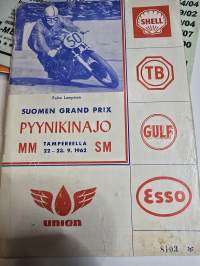 50
Raimo Lampinen
SUOMEN GRAND PRIX
PYYNIKINAJO
MM TAMPEREELLA SM
22 - 23. 9. 1962
SHELL
TB
GULF
Esso
union
8103